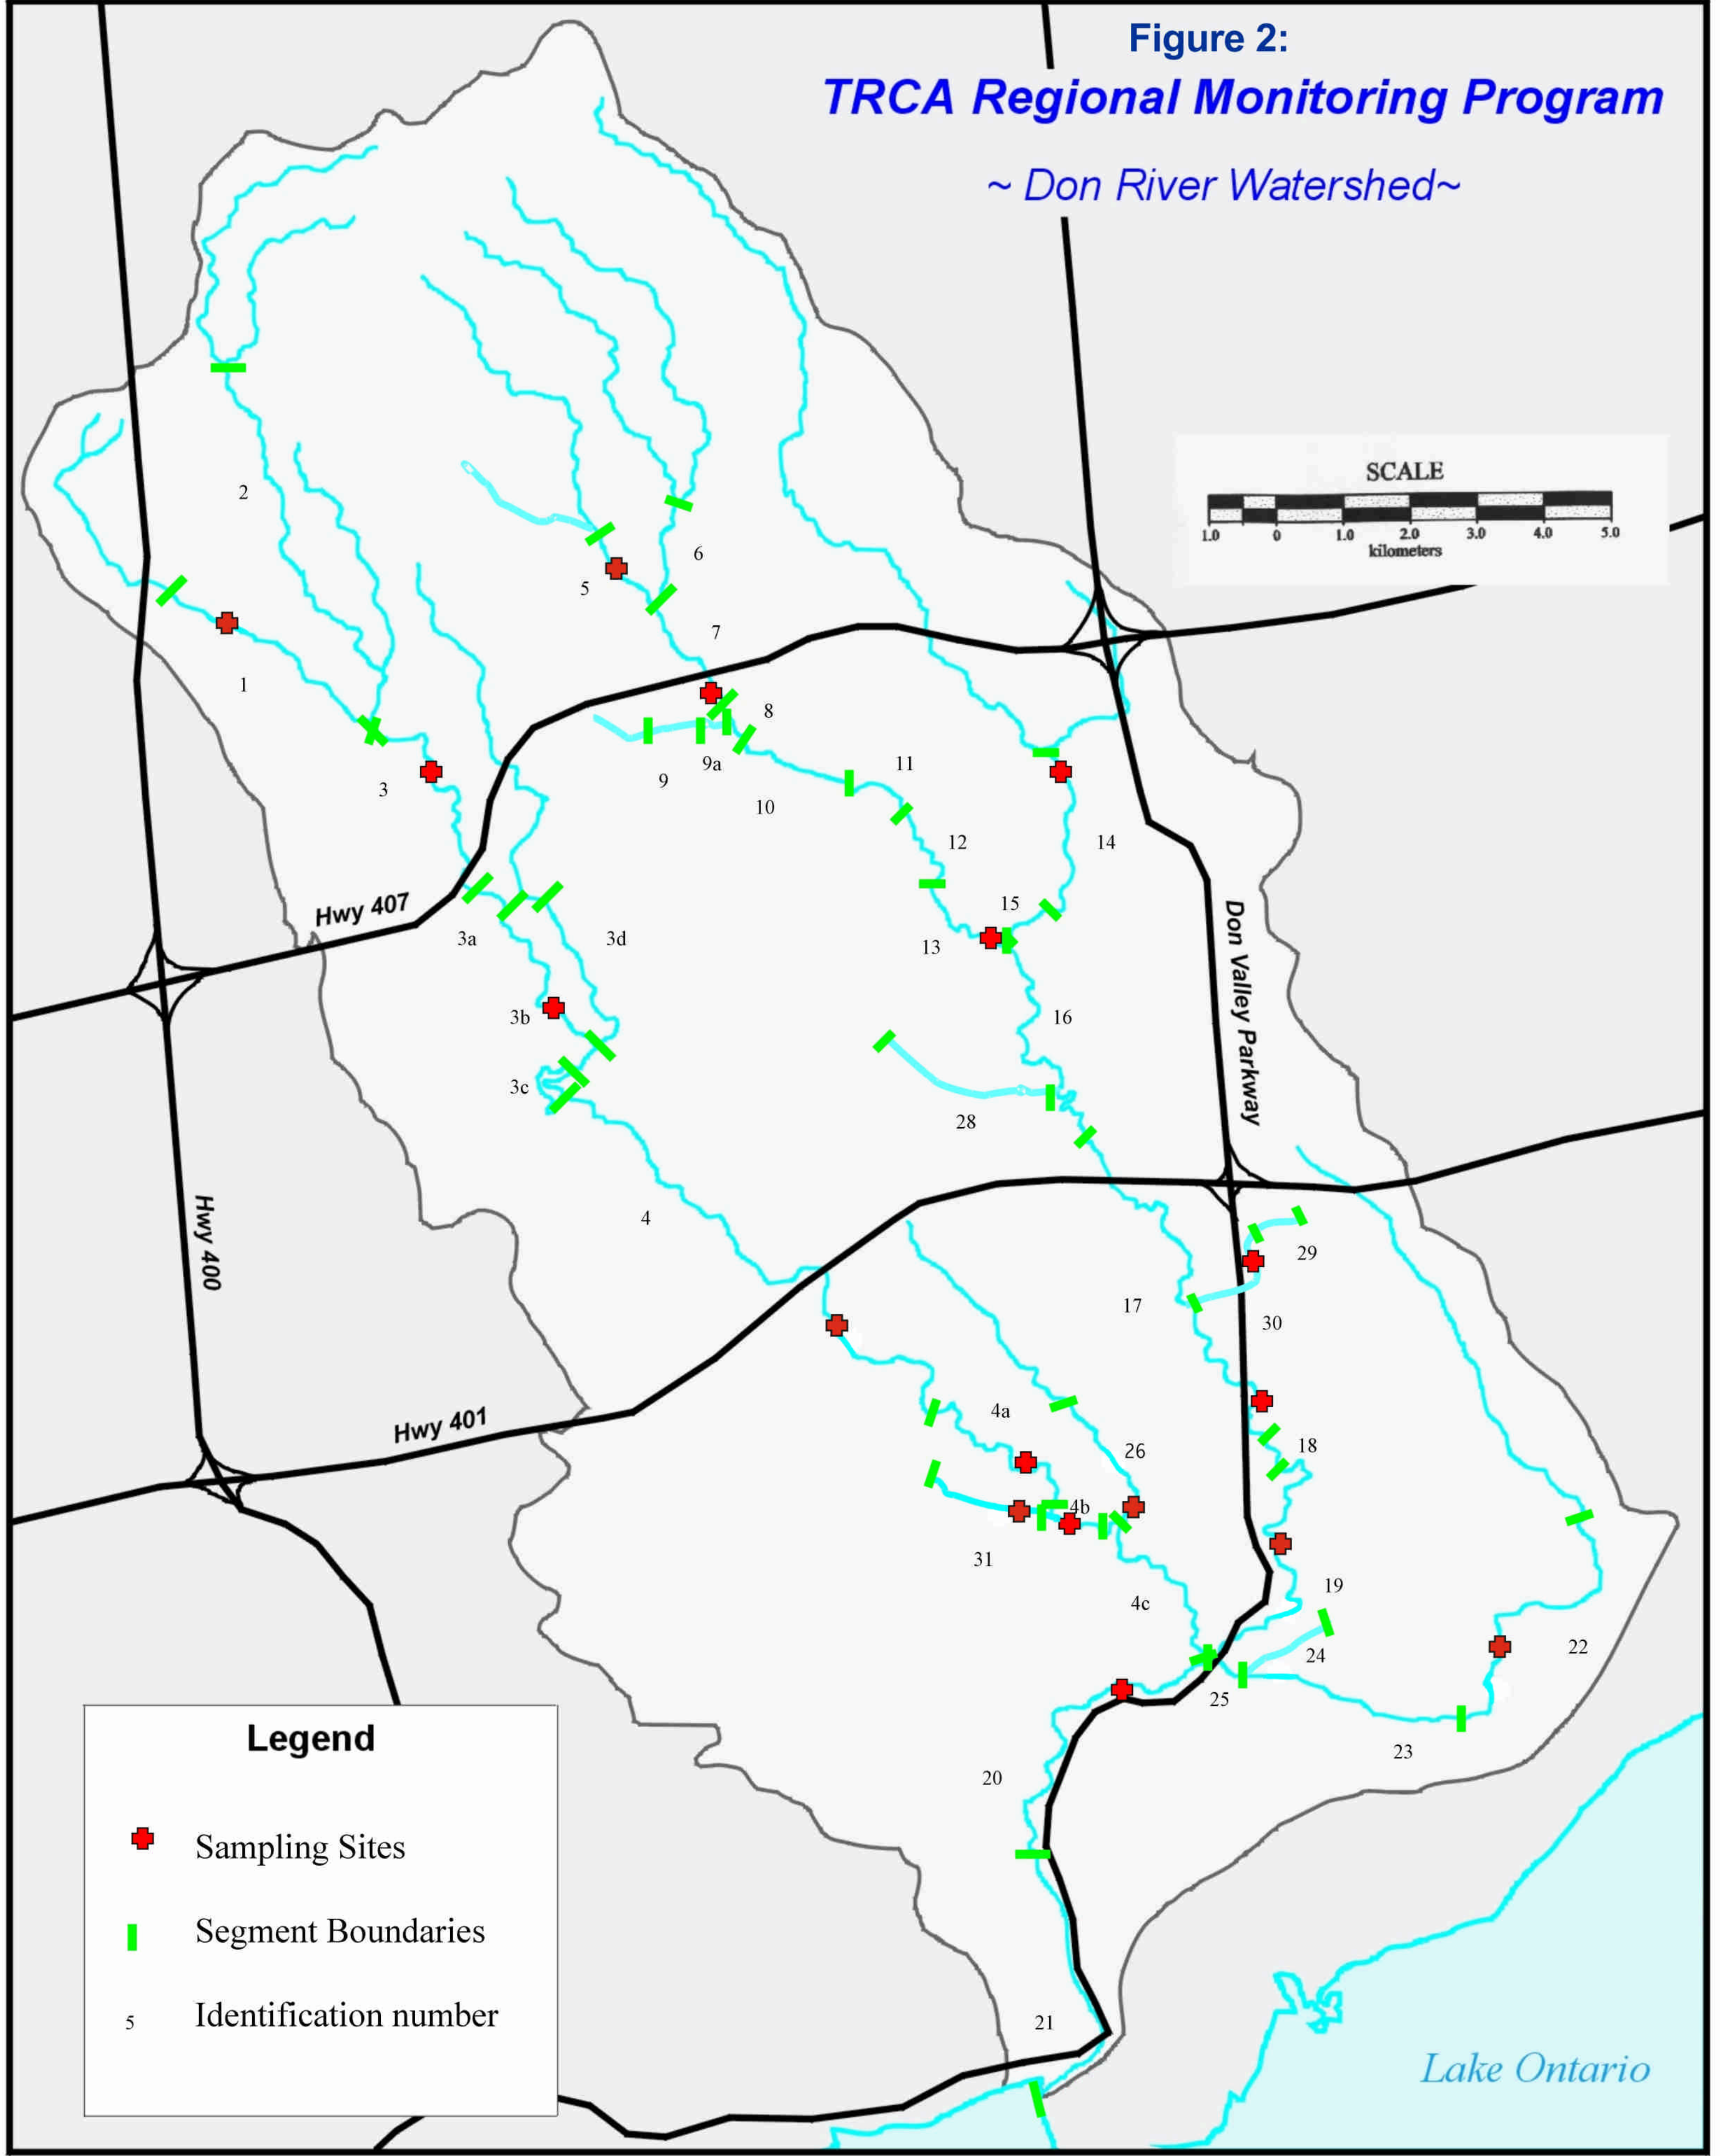 Figure 2:
TRCA Regional Monitoring Program
~ Don River Watershed~
SCALE
1.0 0 1.0 2.0 3.0 4.0 5.0
kilometers
2
6
5
7
1
8
9a
11
9
3
10
12
14
15
Hwy 407
3a
3d
13
Don Valley Parkway
3b
16
3c
28
4
Hwy 400
29
17
30
4a
Hwy 401
18
26
4b
31
19
4c
22
24
25
23
20
21
Legend
Sampling Sites
Segment Boundaries
5 Identification number
Lake Ontario